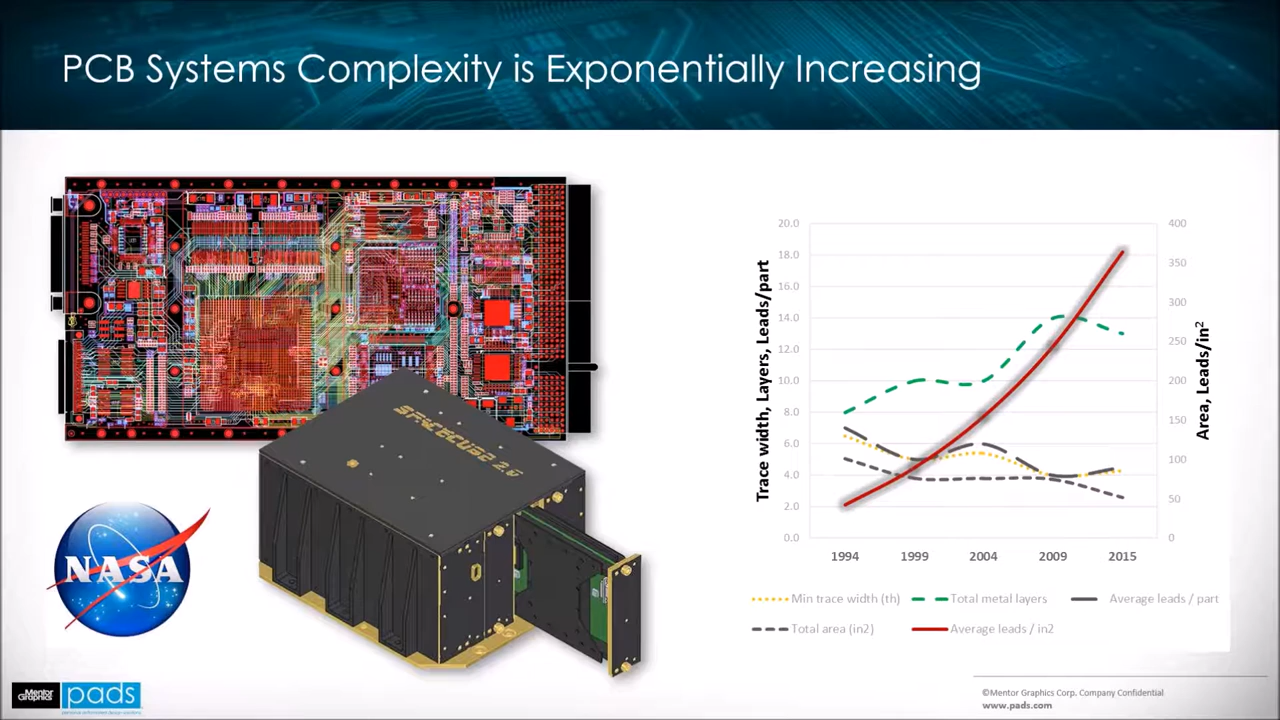 PCB Systems Complexity is Exponentially Increasing
SPACECUBE 2.0
NASA
20.0
18.0
16.0
14.0
12.0
10.0
8.0
6.0
4.0
2.0
0.0
Trace width, Layers, Leads/part
400
350
300
250
200
150
100
50
0
Area, Leads/in²
1994 1999 2004 2009 2015
Min trace width (th) Total metal layers Average leads / part
Total area (in2) Average leads / in2
Mentor
Graphics
pads
©Mentor Graphics Corp. Company Confidential
www.pads.com